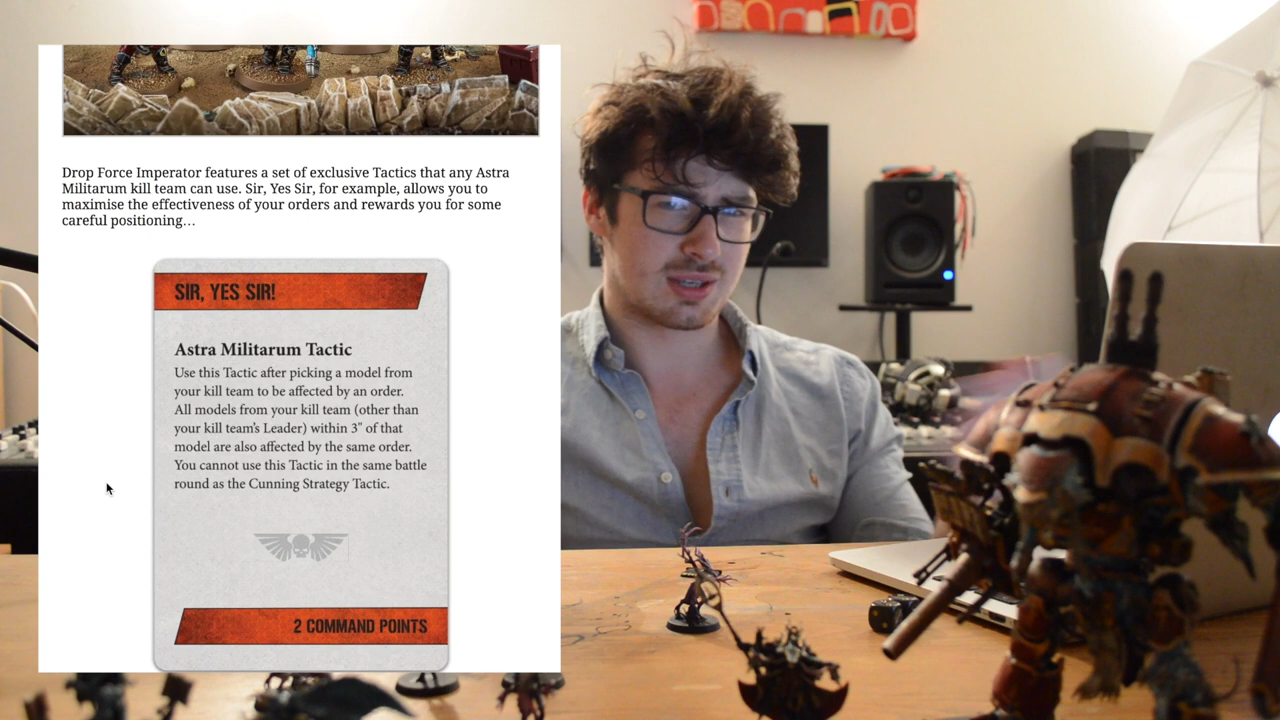 Drop Force Imperator features a set of exclusive Tactics that any Astra
Militarum kill team can use. Sir, Yes Sir, for example, allows you to
maximise the effectiveness of your orders and rewards you for some
careful positioning…
SIR, YES SIR!
Astra Militarum Tactic
Use this Tactic after picking a model from
your kill team to be affected by an order.
All models from your kill team (other than
your kill team's Leader) within 3" of that
model are also affected by the same order.
You cannot use this Tactic in the same battle
round as the Cunning Strategy Tactic.
2 COMMAND POINTS